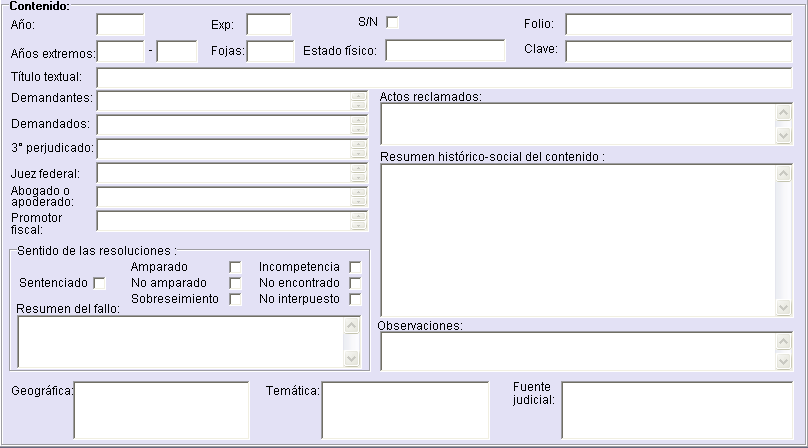 Contenido:
Año: Exp: S/N Folio:
Años extremos: - Fojas: Estado físico: Clave:
Título textual:
Demandantes: Actos reclamados:
Demandados:
3° perjudicado: Resumen histórico-social del contenido :
Juez federal:
Abogado o
apoderado:
Promotor
fiscal:
Sentido de las resoluciones :
Amparado Incompetencia
Sentenciado No amparado No encontrado
Sobreseimiento No interpuesto
Resumen del fallo:
Observaciones:
Geográfica: Temática: Fuente
judicial: